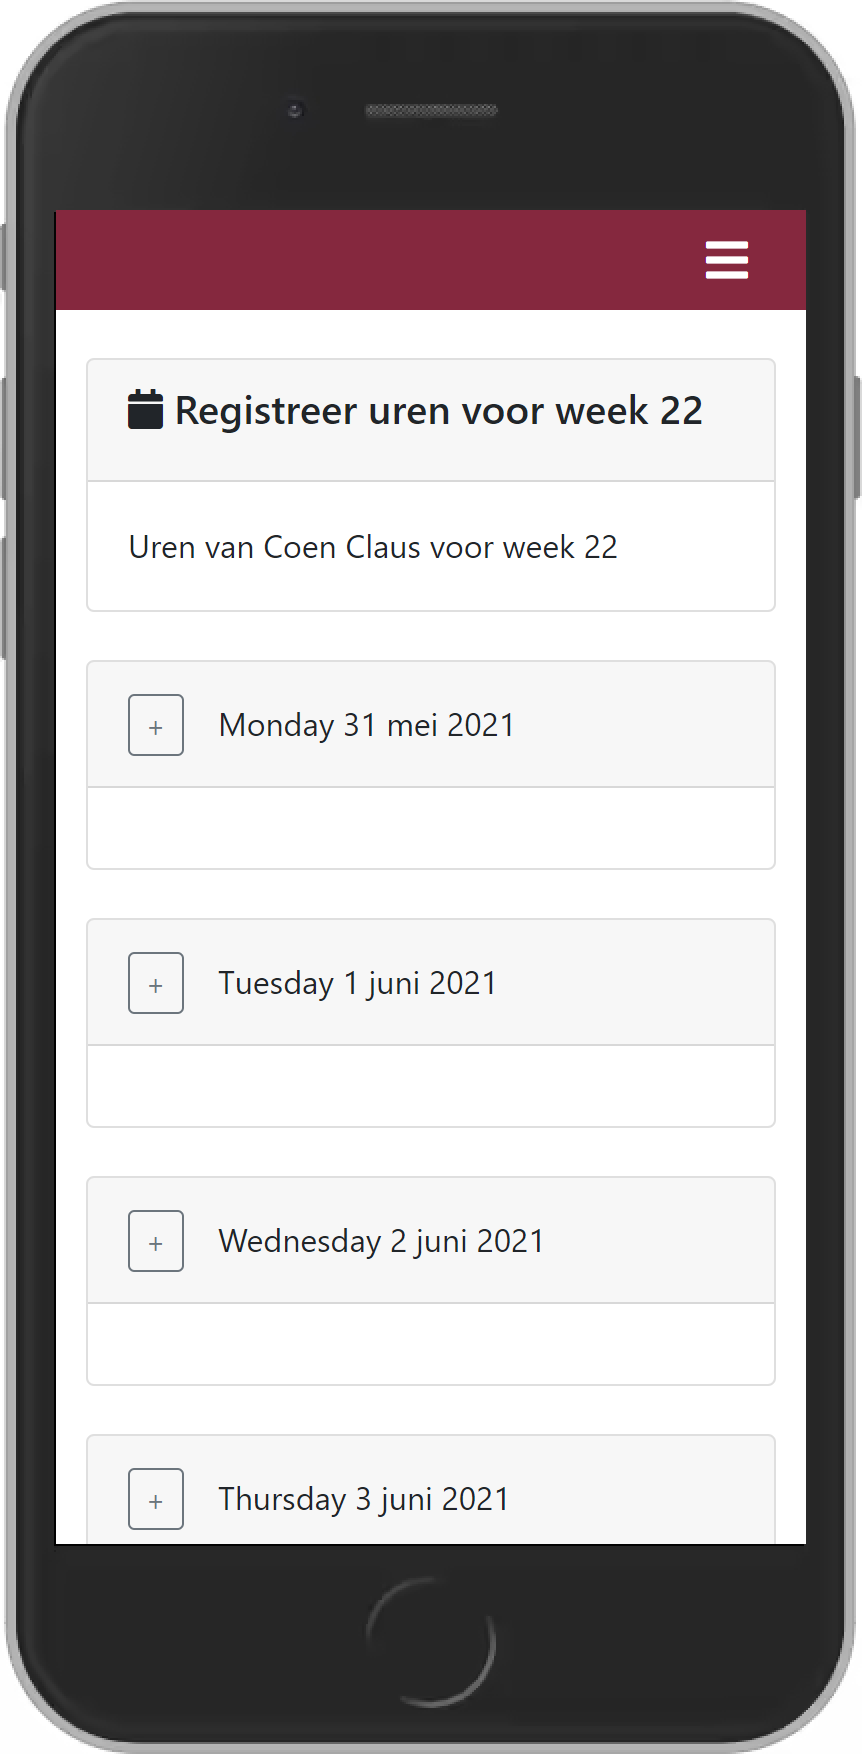 Registreer uren voor week 22
Uren van Coen Claus voor week 22
+ Monday 31 mei 2021
+ Tuesday 1 juni 2021
+ Wednesday 2 juni 2021
+ Thursday 3 juni 2021